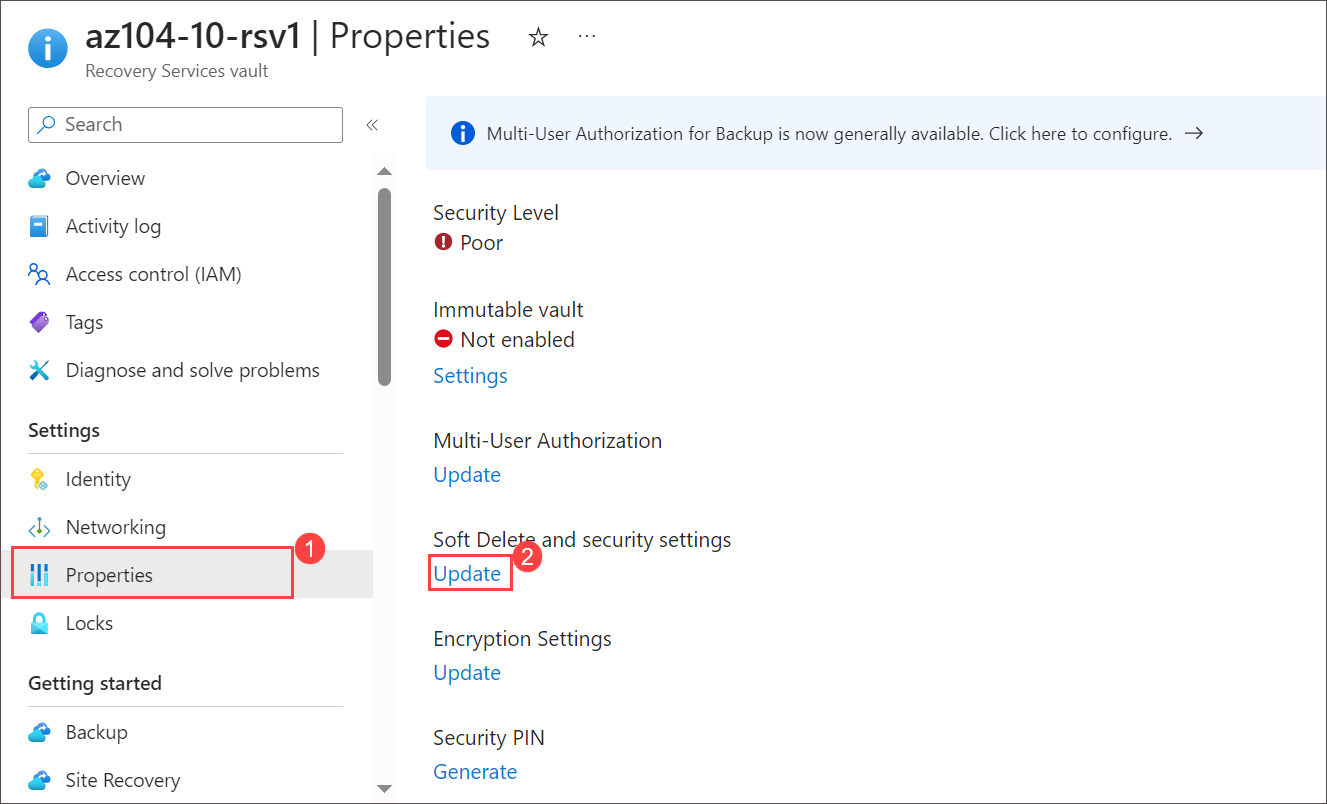 az104-10-rsv1 | Properties
Recovery Services vault
Search
Overview
Activity log
Access control (IAM)
Tags
Diagnose and solve problems
Settings
Identity
Networking
Properties
1
Locks
Getting started
Backup
Site Recovery
Multi-User Authorization for Backup is now generally available. Click here to configure. →
Security Level
Poor
Immutable vault
Not enabled
Settings
Multi-User Authorization
Update
Soft Delete and security settings
Update
2
Encryption Settings
Update
Security PIN
Generate